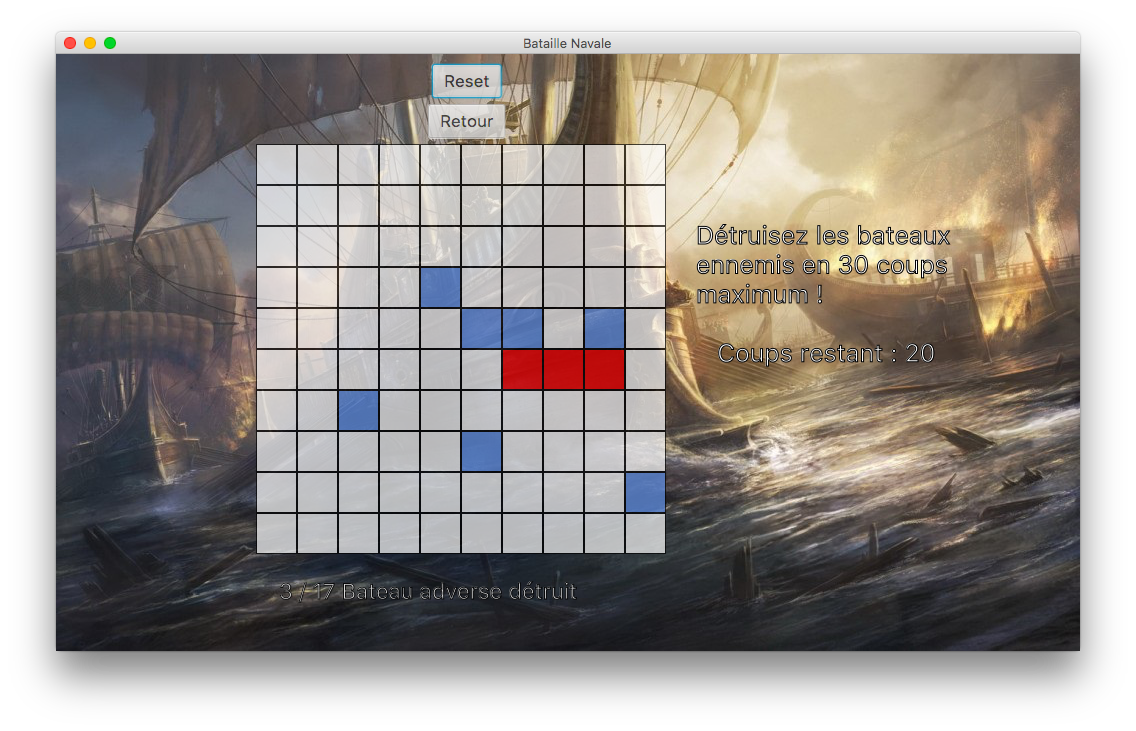 Bataille Navale
Reset
Retour
Détruisez les bateaux
ennemis en 30 coups
maximum !
Coups restant : 20
3 / 17 Bateau adverse détruit